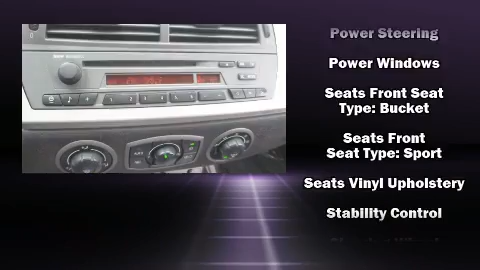 Power Steering
Power Windows
Seats Front Seat
Type: Bucket
Seats Front
Seat Type: Sport
Seats Vinyl Upholstery
Stability Control